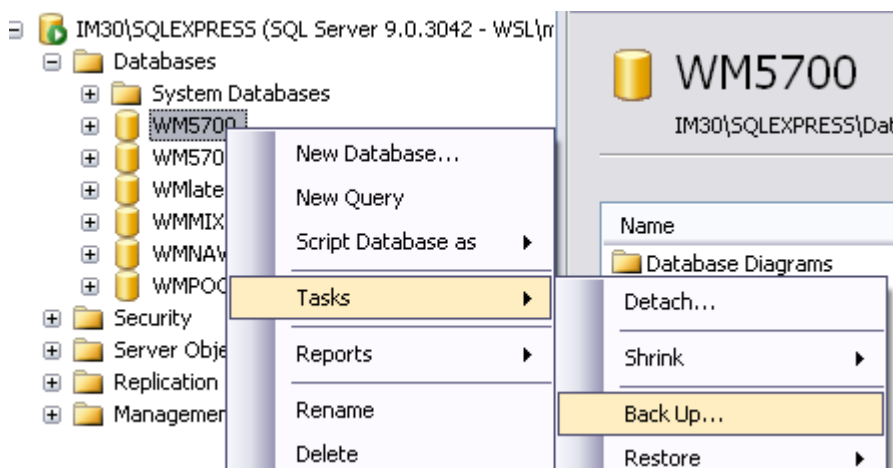 IM30\SQLEXPRESS (SQL Server 9.0.3042 - WSL\
Databases
System Databases
WM5700
WM570
WMlate
WMMIX
WMNAV
WMPOC
Security
Server Obje
Replication
Managemer
New Database...
New Query
Script Database as
Tasks
Reports
Rename
Delete
WM5700
IM30\SQLEXPRESS\Dat
Name
Database Diagrams
Detach...
Shrink
Back Up...
Restore